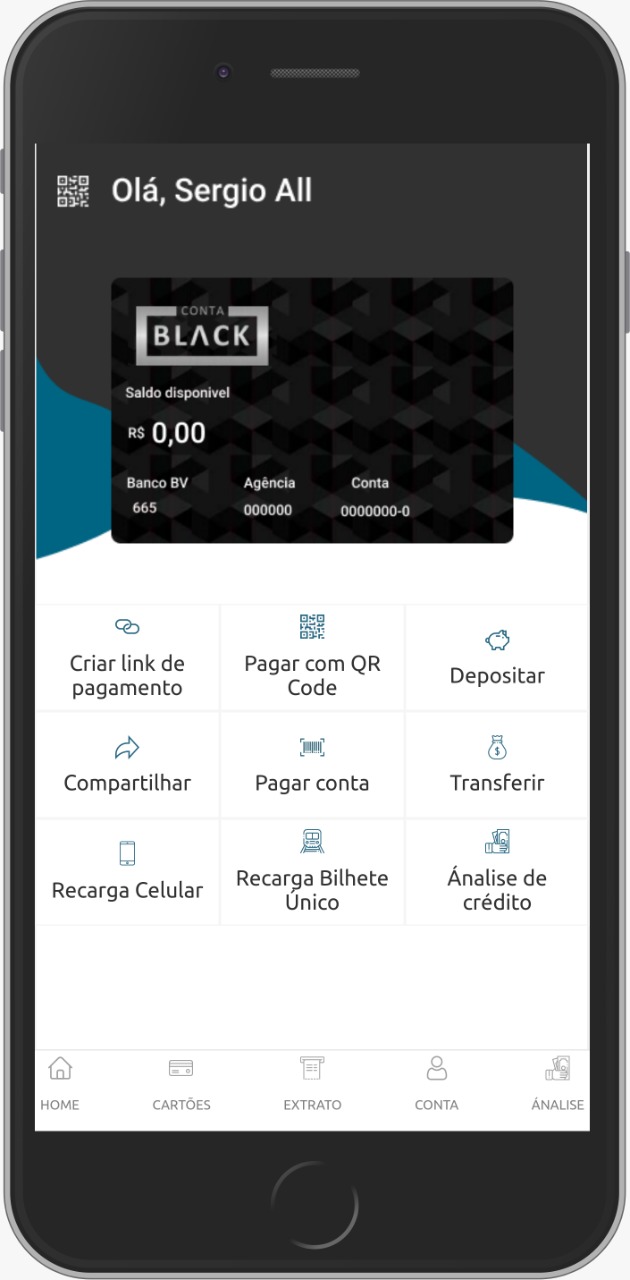 Olá, Sergio All
CONTA
BLACK
Saldo disponivel
R$ 0,00
Banco BV Agência Conta
665 000000 0000000-0
Criar link de
pagamento
Pagar com QR
Code
Depositar
Compartilhar
Pagar conta
Transferir
Recarga Celular
Recarga Bilhete
Único
Ánalise de
crédito
HOME CARTÕES EXTRATO CONTA ÁNALISE